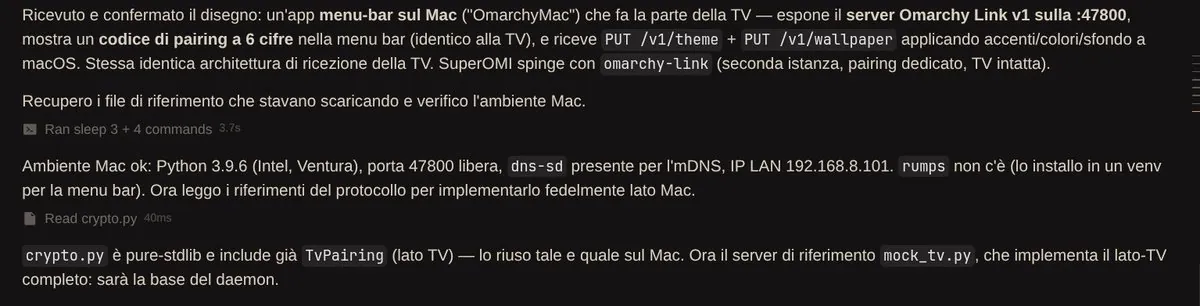 Ricevuto e confermato il disegno: un'app menu-bar sul Mac ("OmarchyMac") che fa la parte della TV — espone il server Omarchy Link v1 sulla :47800,
mostra un codice di pairing a 6 cifre nella menu bar (identico alla TV), e riceve PUT /v1/theme + PUT /v1/wallpaper applicando accenti/colori/sfondo a
macOS. Stessa identica architettura di ricezione della TV. SuperOMI spinge con omarchy-link (seconda istanza, pairing dedicato, TV intatta).
Recupero i file di riferimento che stavano scaricando e verifico l'ambiente Mac.
Ran sleep 3 + 4 commands 3.7s
Ambiente Mac ok: Python 3.9.6 (Intel, Ventura), porta 47800 libera, dns-sd presente per l'mDNS, IP LAN 192.168.8.101. rumps non c'è (lo installo in un venv
per la menu bar). Ora leggo i riferimenti del protocollo per implementarlo fedelmente lato Mac.
Read crypto.py 40ms
crypto.py è pure-stdlib e include già TvPairing (lato TV) — lo riuso tale e quale sul Mac. Ora il server di riferimento mock_tv.py, che implementa il lato-TV
completo: sarà la base del daemon.